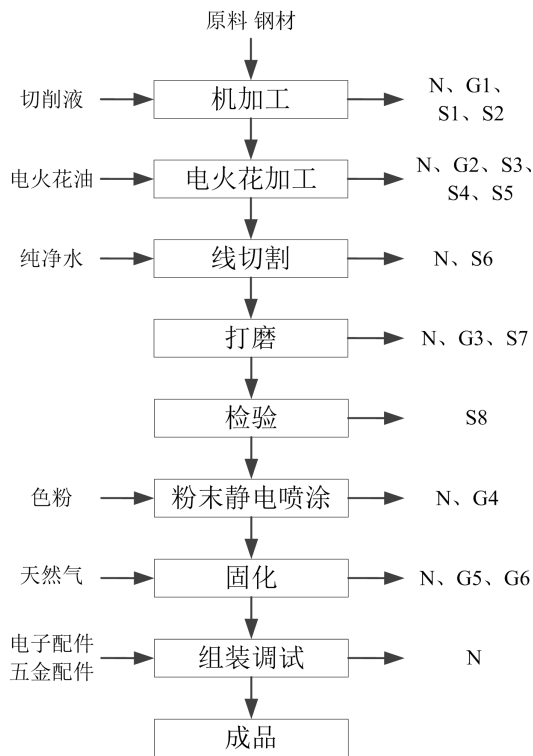 原料 钢材
切削液
机加工
N、G1、
S1、S2
电火花油
电火花加工
N、G2、S3、
S4、S5
纯净水
线切割
N、S6
打磨
N、G3、S7
检验
S8
色粉
粉末静电喷涂
N、G4
天然气
固化
N、G5、G6
电子配件
五金配件
组装调试
N
成品